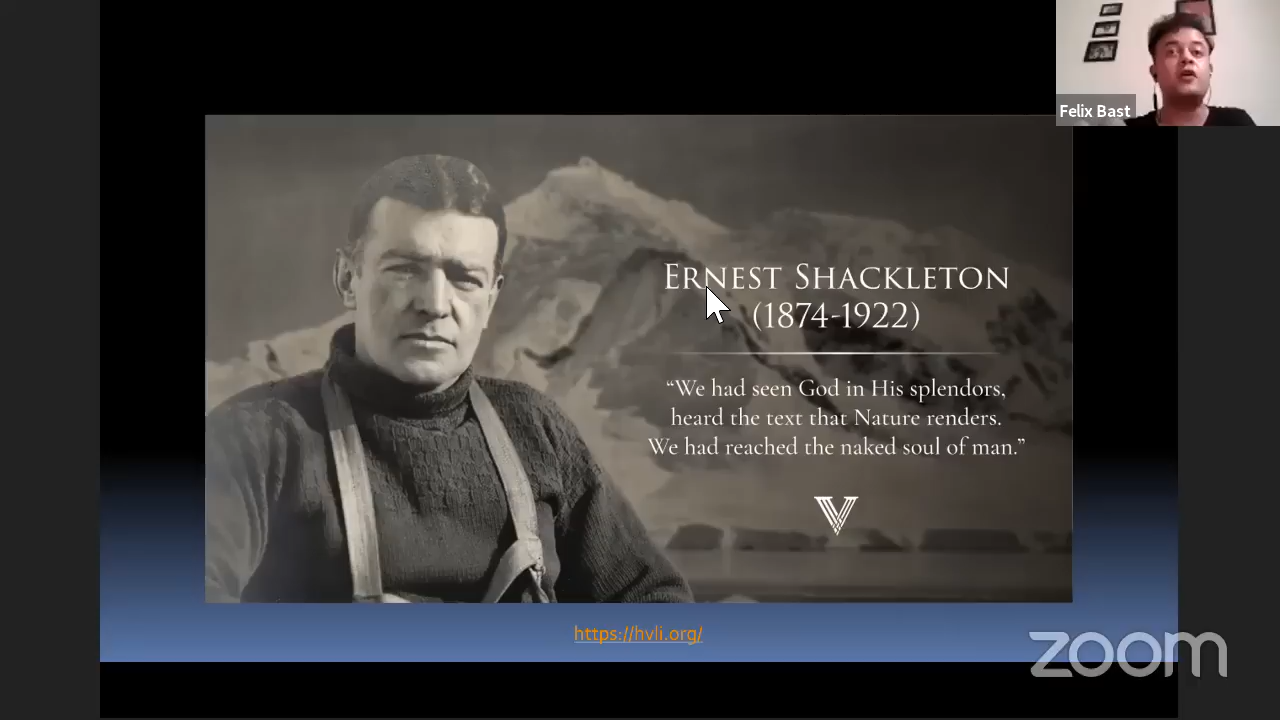 Felix Bast
ERNEST SHACKLETON
(1874-1922)
“We had seen God in His splendors,
heard the text that Nature renders.
We had reached the naked soul of man.”
https://hvli.org/
zoom